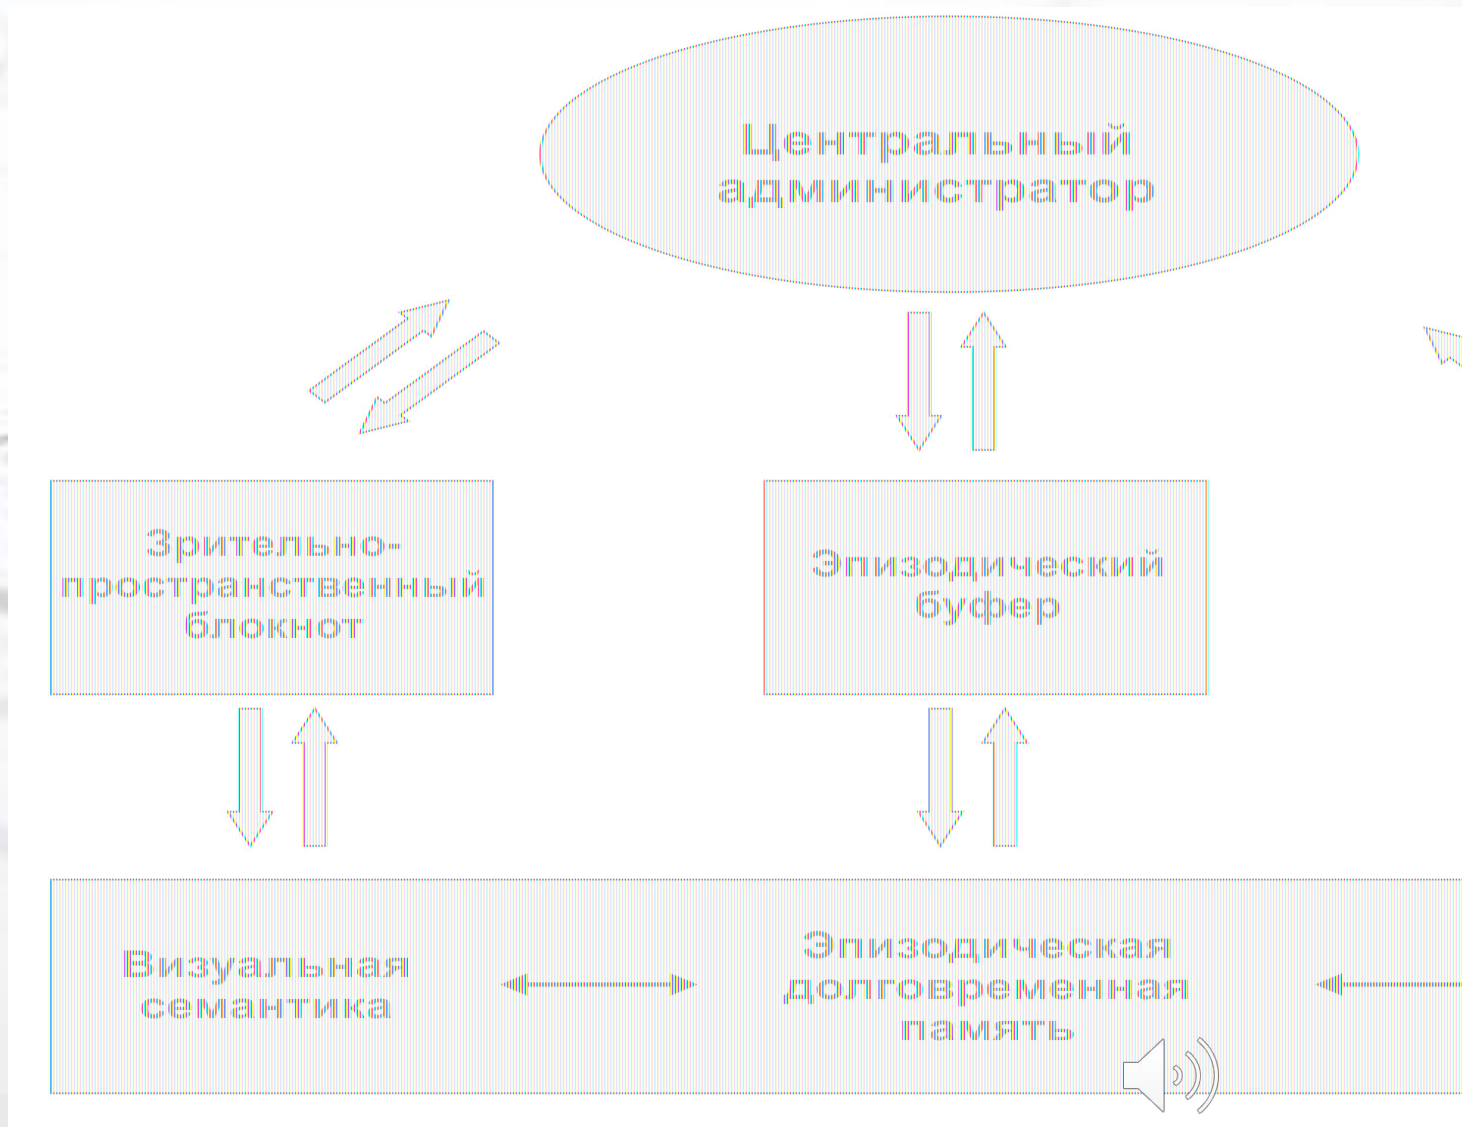 Центральный
администратор
Зрительно-
пространственный
блокнот
Эпизодический
буфер
Визуальная
семантика
Эпизодическая
долговременная
память